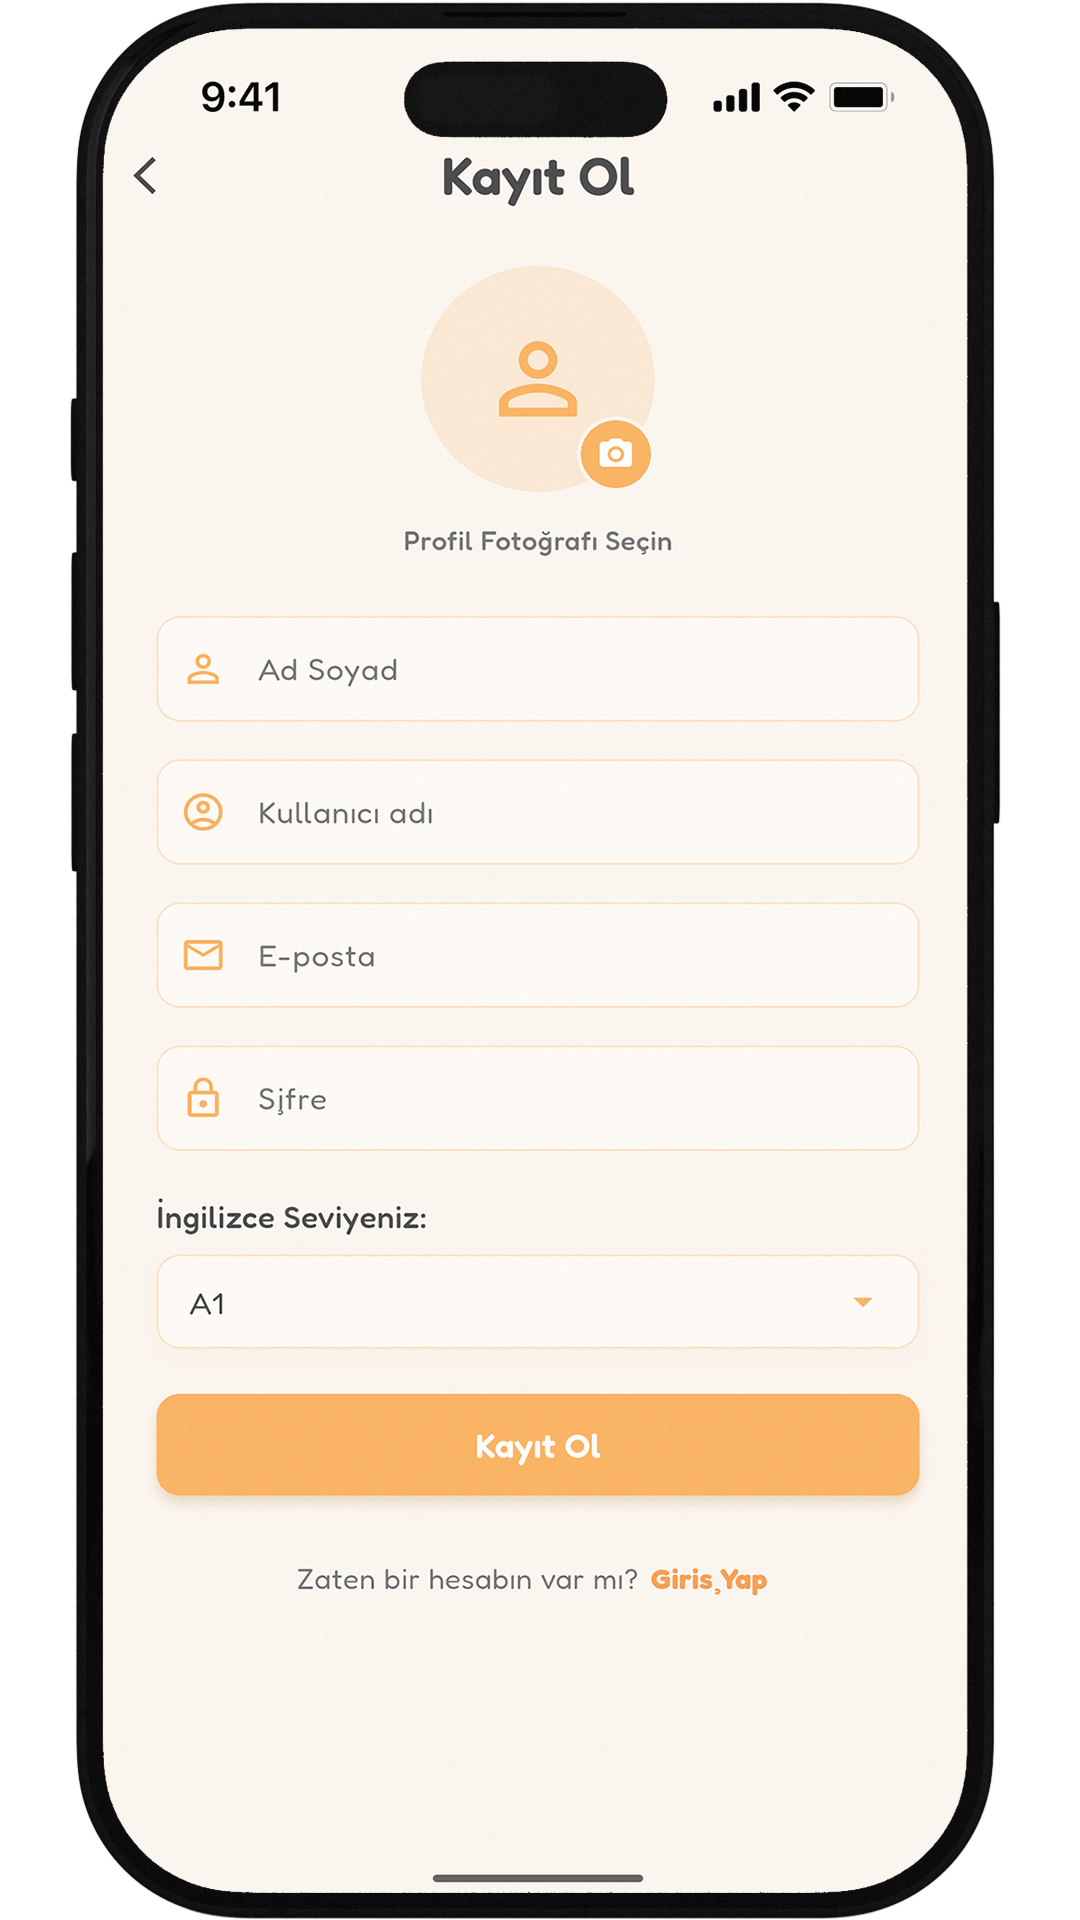 9:41
Kayıt Ol
Profil Fotoğrafı Seçin
Ad Soyad
Kullanıcı adı
E-posta
Sįfre
İngilizce Seviyeniz:
A1
Kayıt Ol
Zaten bir hesabın var mı? Giriş Yap